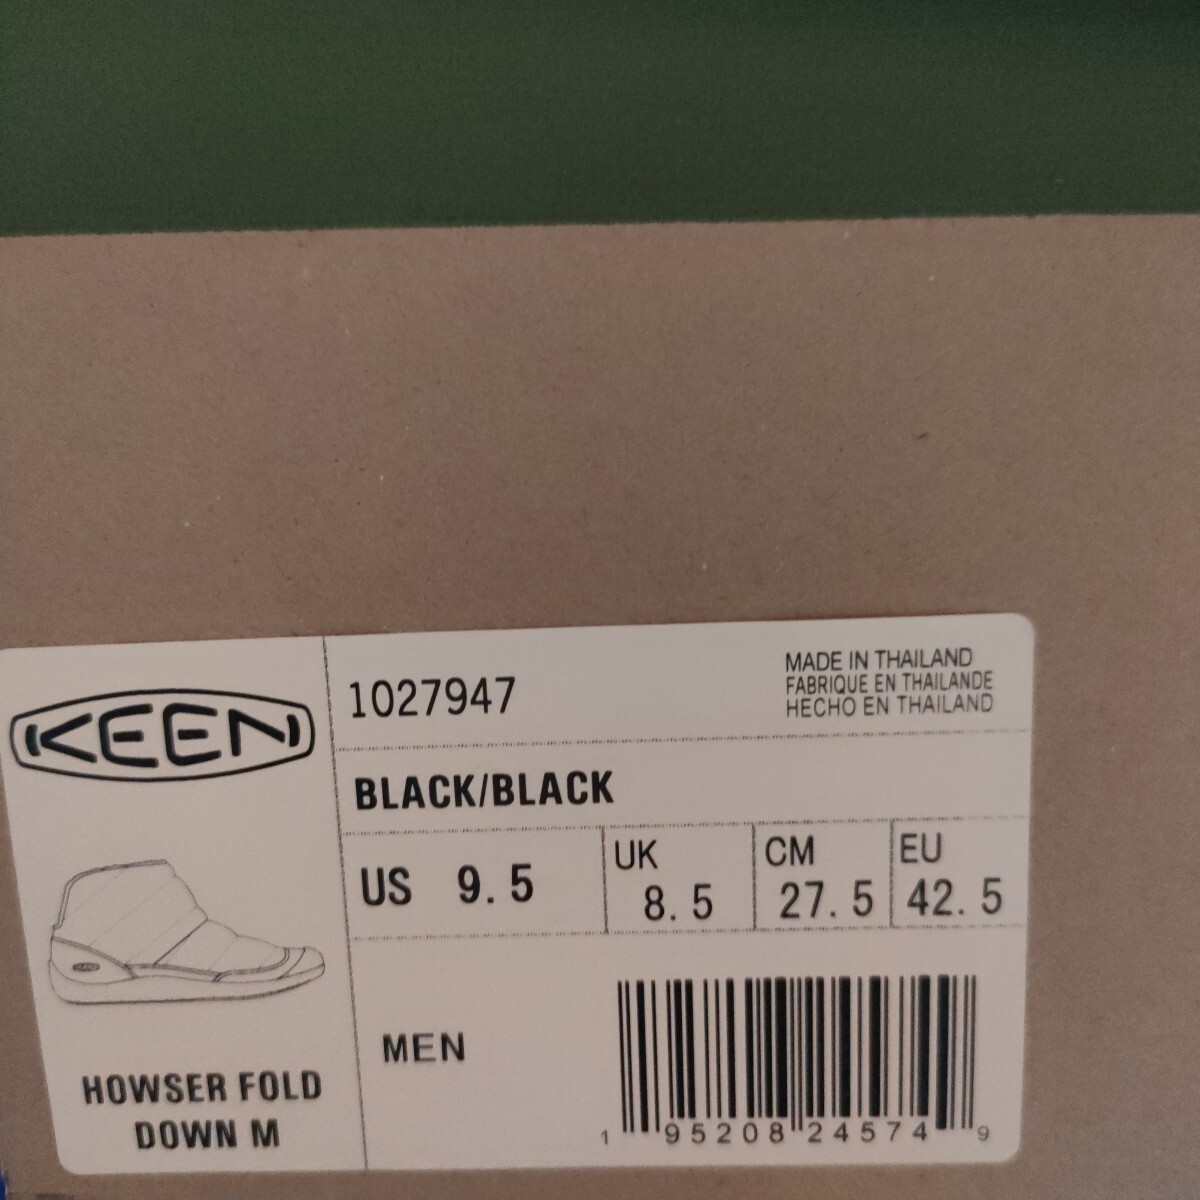 KEEN
1027947
MADE IN THAILAND
FABRIQUE EN THAILANDE
HECHO EN THAILAND
BLACK/BLACK
US 9.5
UK 8.5
CM 27.5
EU 42.5
MEN
HOWSER FOLD
DOWN M
1 95208 24574 9